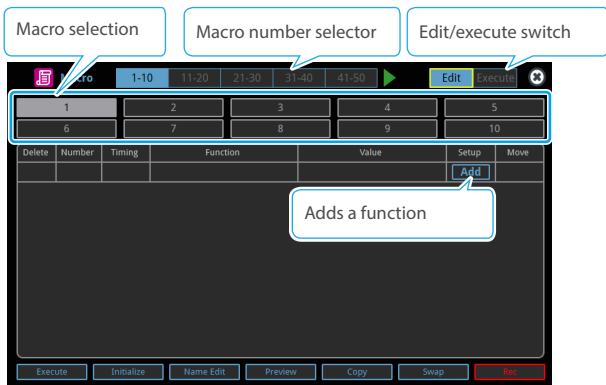 Macro selection
Macro number selector
Edit/execute switch
Macro 1-10 11-20 21-30 31-40 41-50 Edit Execute
1 2 3 4 5
6 7 8 9 10
Delete Number Timing Function Value Setup Move
Add
Adds a function
Execute Initialize Name Edit Preview Copy Swap Rec